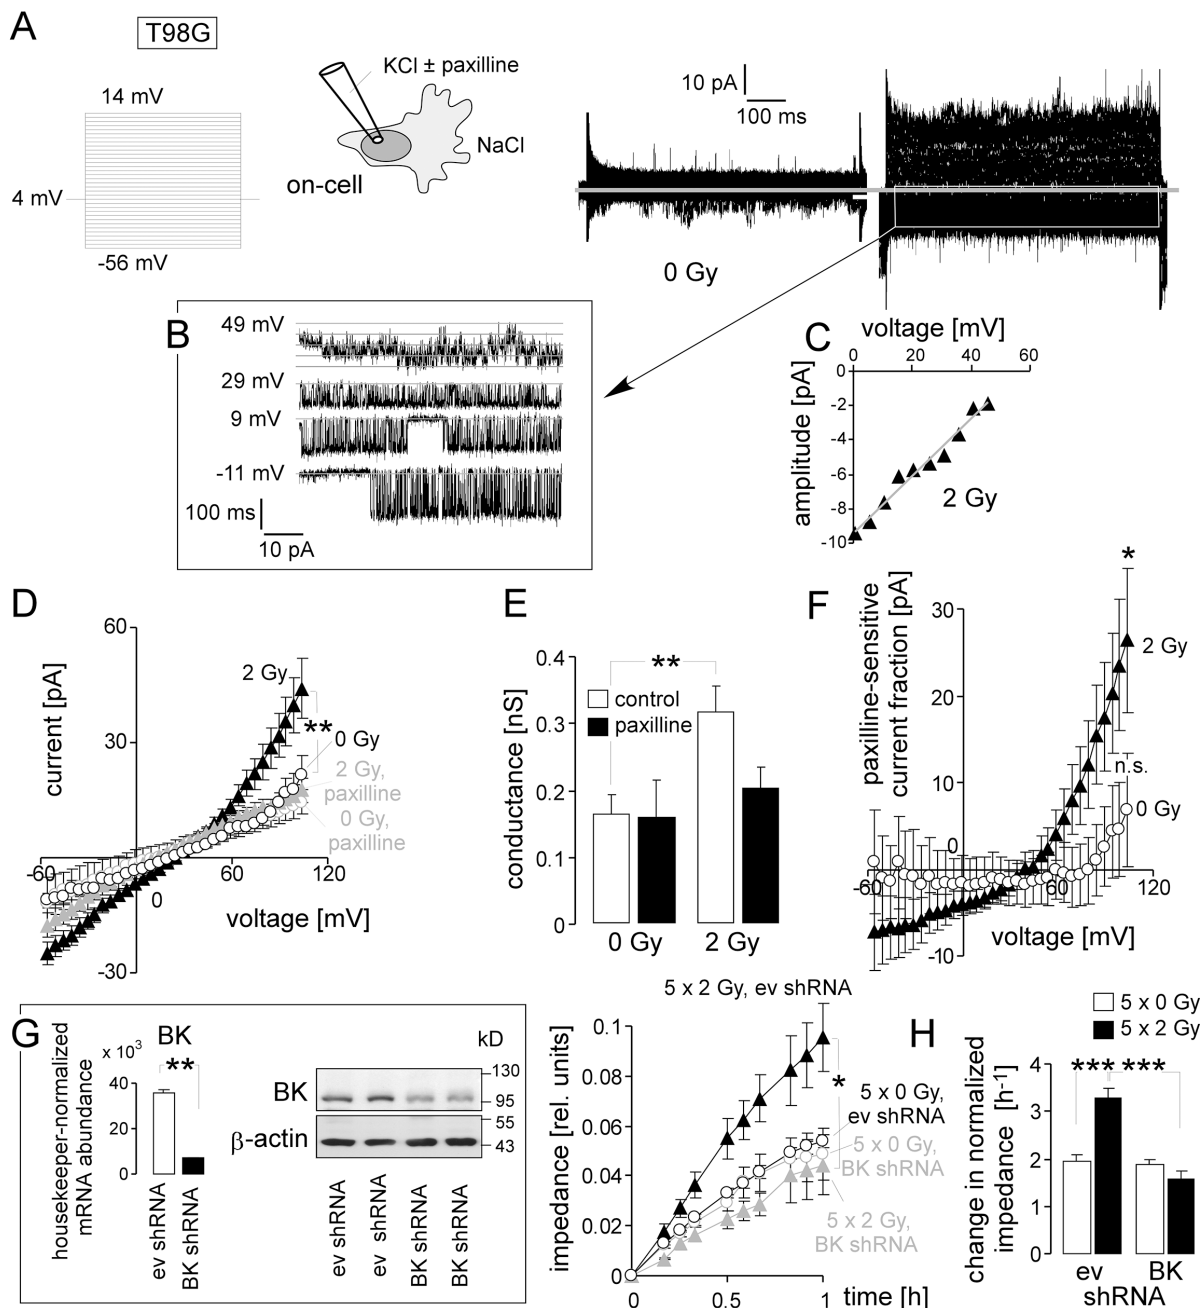 A
T98G
14 mV
4 mV
-56 mV
KCl ± paxilline
NaCl
on-cell
10 pA
100 ms
0 Gy
B
49 mV
29 mV
9 mV
-11 mV
100 ms
10 pA
C
voltage [mV]
0
20
40
60
amplitude [pA]
0
-2
-4
-6
-8
-10
2 Gy
D
current [pA]
60
30
-30
-60
0
60
120
voltage [mV]
2 Gy
**
0 Gy
2 Gy,
paxilline
0 Gy,
paxilline
E
conductance [nS]
0.4
0.3
0.2
0.1
0
**
control
paxilline
0 Gy
2 Gy
F
paxilline-sensitive
current fraction [pA]
30
20
10
0
-10
-60
60
120
voltage [mV]
*
2 Gy
n.s.
0 Gy
G
housekeeper-normalized
mRNA abundance
BK
x 10³
**
40
20
0
ev shRNA
BK shRNA
kD
BK
β-actin
130
95
55
43
ev shRNA
ev shRNA
BK shRNA
BK shRNA
5 x 2 Gy, ev shRNA
impedance [rel. units]
0.1
0.08
0.06
0.04
0.02
0
0
0.5
1
time [h]
*
5 x 0 Gy,
ev shRNA
5 x 0 Gy,
BK shRNA
5 x 2 Gy,
BK shRNA
H
5 x 0 Gy
5 x 2 Gy
change in normalized
impedance [h⁻¹]
4
3
2
1
0
***
***
ev
BK
shRNA